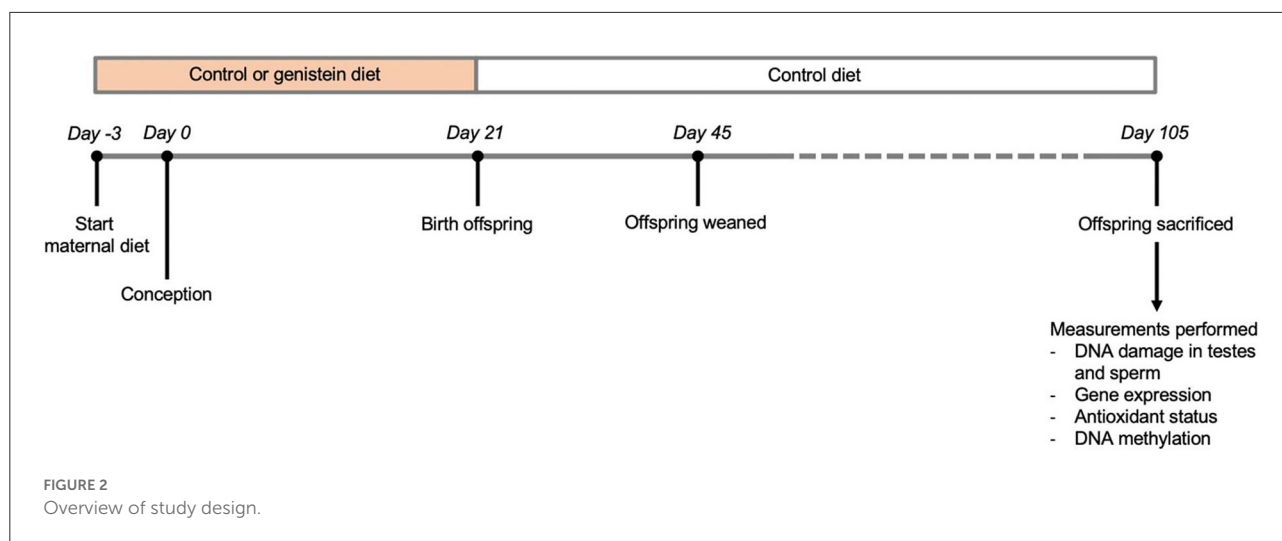 Control or genistein diet
Control diet
Day -3
Day 0
Day 21
Day 45
Day 105
Start
maternal diet
Conception
Birth offspring
Offspring weaned
Offspring sacrificed
Measurements performed
- DNA damage in testes
and sperm
- Gene expression
- Antioxidant status
- DNA methylation
FIGURE 2
Overview of study design.